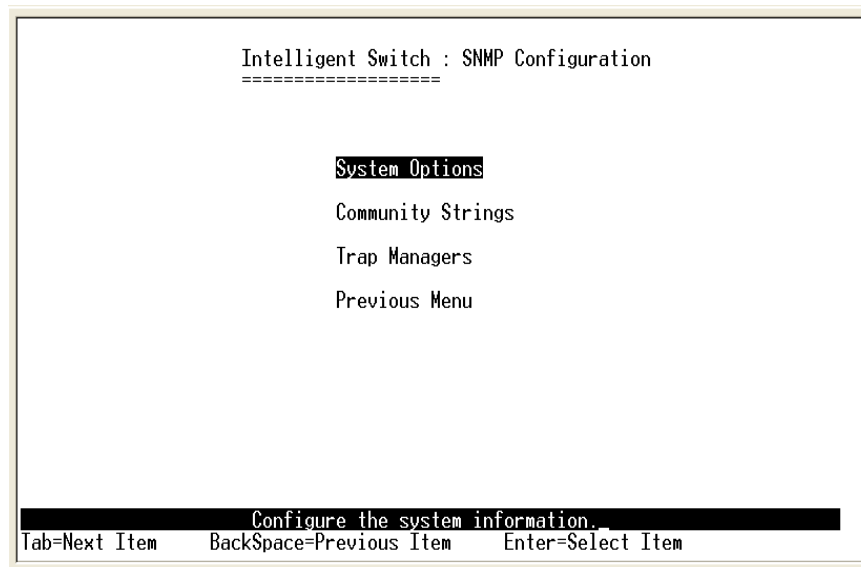 Intelligent Switch : SNMP Configuration
===================
System Options
Community Strings
Trap Managers
Previous Menu
Configure the system information._
Tab=Next Item BackSpace=Previous Item Enter=Select Item